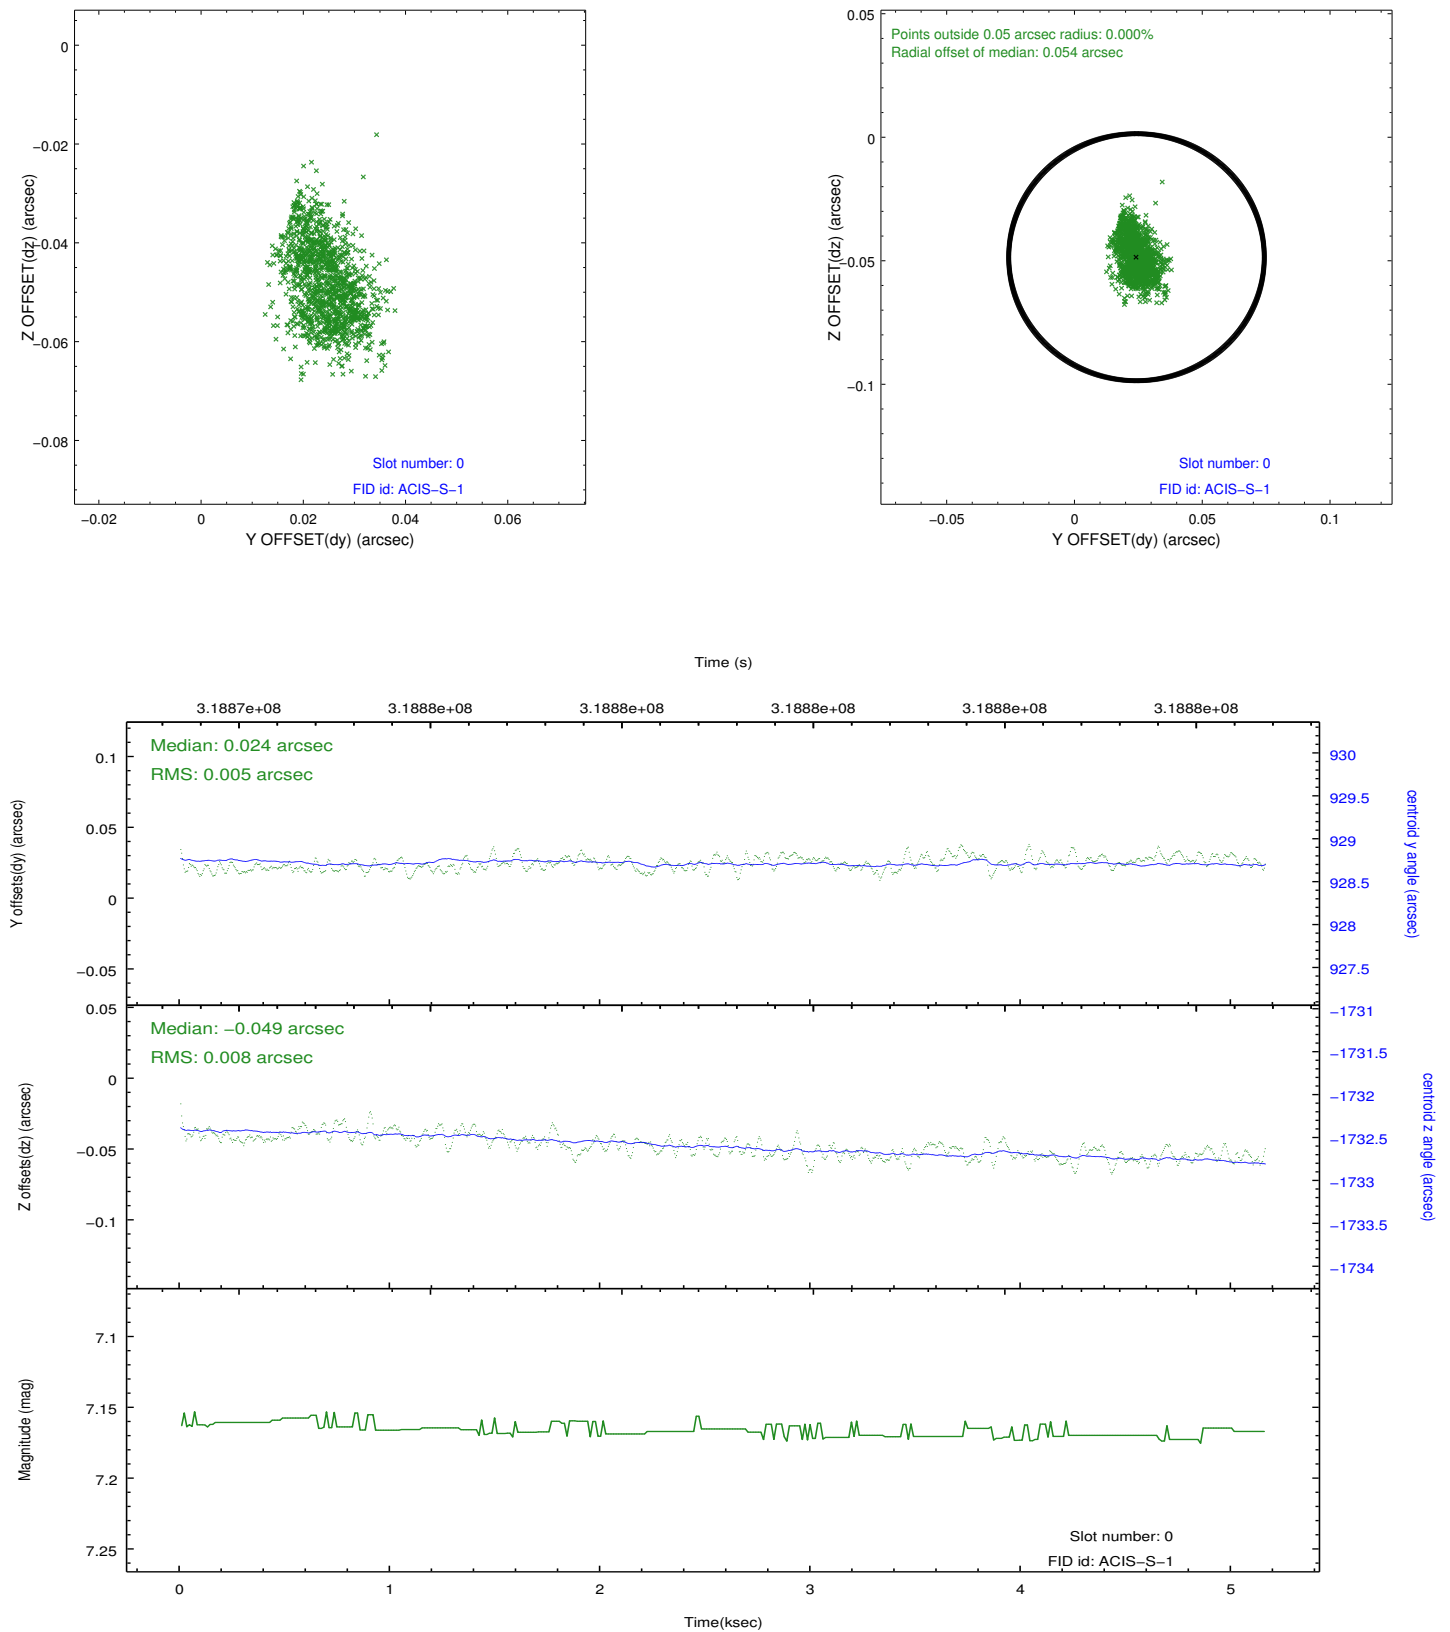 0
−0.02
−0.04
−0.06
−0.08
Z OFFSET(dz) (arcsec)
Slot number: 0
FID id: ACIS−S−1
−0.02 0 0.02 0.04 0.06
Y OFFSET(dy) (arcsec)
0.05
0
−0.05
−0.1
Z OFFSET(dz) (arcsec)
Points outside 0.05 arcsec radius: 0.000%
Radial offset of median: 0.054 arcsec
Slot number: 0
FID id: ACIS−S−1
−0.05 0 0.05 0.1
Y OFFSET(dy) (arcsec)
Time (s)
3.1887e+08 3.1888e+08 3.1888e+08 3.1888e+08 3.1888e+08 3.1888e+08
Median: 0.024 arcsec
RMS: 0.005 arcsec
0.1
0.05
0
−0.05
Y offsets(dy) (arcsec)
930
929.5
929
928.5
928
927.5
centroid y angle (arcsec)
Median: −0.049 arcsec
RMS: 0.008 arcsec
0.05
0
−0.05
−0.1
Z offsets(dz) (arcsec)
−1731
−1731.5
−1732
−1732.5
−1733
−1733.5
−1734
centroid z angle (arcsec)
7.1
7.15
7.2
7.25
Magnitude (mag)
Slot number: 0
FID id: ACIS−S−1
0 1 2 3 4 5
Time(ksec)